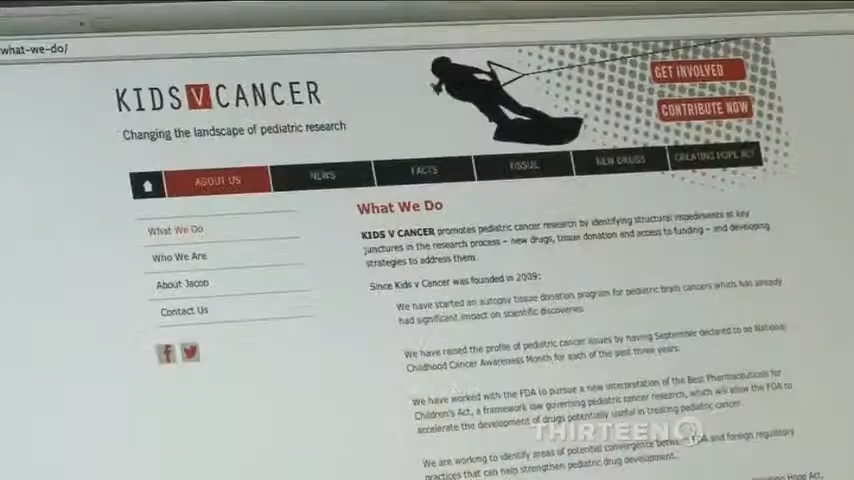 what-we-do/
KIDS V CANCER
Changing the landscape of pediatric research
GET INVOLVED
CONTRIBUTE NOW
ABOUT US
NEWS
FACTS
TISSUE
NEW DRUGS
CREATING HOPE ACT
What We Do
Who We Are
About Jacob
Contact Us
What We Do
KIDS V CANCER promotes pediatric cancer research by identifying structural impediments at key
junctures in the research process – new drugs, tissue donation and access to funding – and developing
strategies to address them.
Since Kids v Cancer was founded in 2009:
We have started an autopsy tissue donation program for pediatric brain cancers which has already
had significant impact on scientific discoveries.
We have raised the profile of pediatric cancer issues by having September declared to be National
Childhood Cancer Awareness Month for each of the past three years.
We have worked with the FDA to pursue a new interpretation of the Best Pharmaceuticals for
Children's Act, a framework law governing pediatric cancer research, which will allow the FDA to
accelerate the development of drugs potentially useful in treating pediatric cancer.
We are working to identify areas of potential convergence between and foreign regulatory
practices that can help strengthen pediatric drug development.
Hope Act,
THIRTEEN